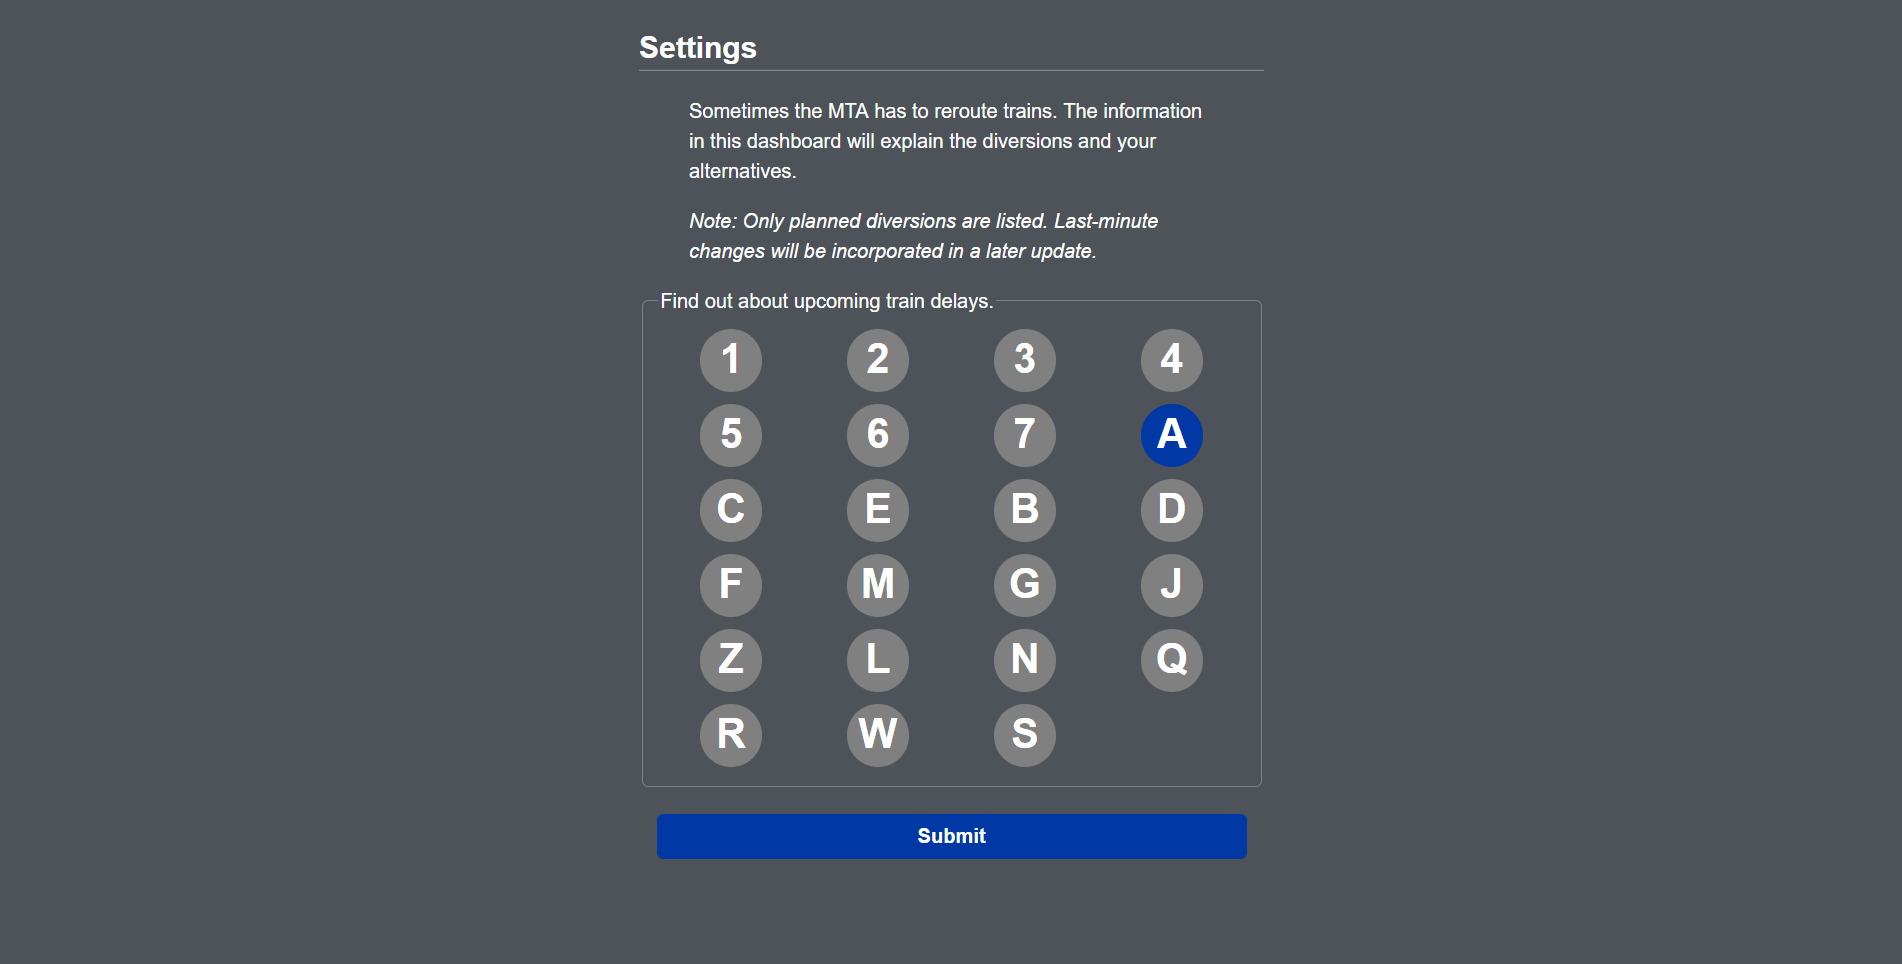 Settings
Sometimes the MTA has to reroute trains. The information
in this dashboard will explain the diversions and your
alternatives.
Note: Only planned diversions are listed. Last-minute
changes will be incorporated in a later update.
Find out about upcoming train delays.
1 2 3 4
5 6 7 A
C E B D
F M G J
Z L N Q
R W S
Submit